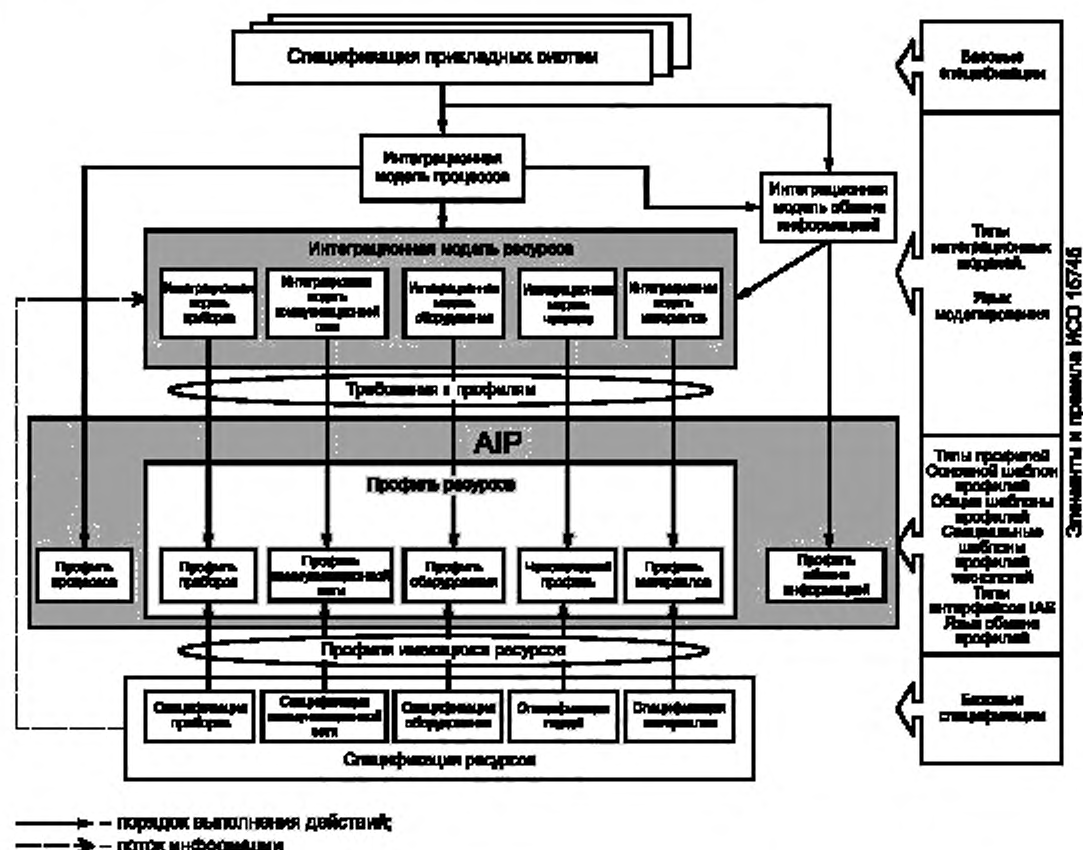 Спецификация прикладных систем
Базовые
спецификации
Интеграционная
модель процессов
Интеграционная
модель обмена
информацией
Типы
интеграционных
моделей.
Язык
моделирования
Интеграционная модель ресурсов
Интеграционная
модель
приборов
Интеграционная
модель
коммуникационной
сети
Интеграционная
модель
оборудования
Интеграционная
модель
Интеграционная
модель
материалов
Требования к профилям
Элементы и правила ИСО 15745
AIP
Профиль ресурсов
Типы профилей
Основной шаблон
профилей
Общие шаблоны
профилей
Специальные
шаблоны
профилей
технологий
Типы
интерфейсов IAS
Язык обмена
профилей
Профиль
процессов
Профиль
приборов
Профиль
коммуникационной
сети
Профиль
оборудования
профиль
Профиль
материалов
Профиль
обмена
информацией
Профили имеющихся ресурсов
Спецификация
приборов
Спецификация
коммуникационной
сети
Спецификация
оборудования
Спецификация
людей
Спецификация
материалов
Спецификация ресурсов
Базовые
спецификации
– порядок выполнения действий;
– поток информации